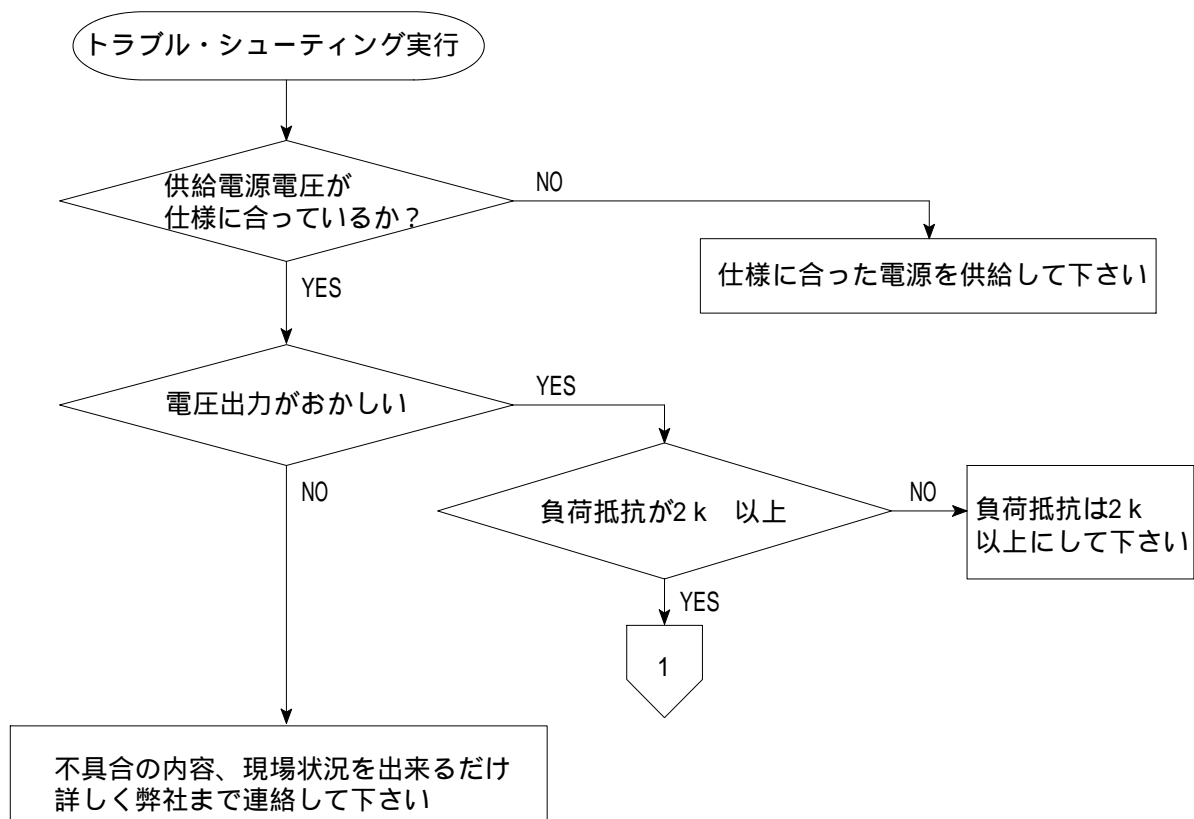 トラブル・シューティング実行
供給電源電圧が
仕様に合っているか？
NO
仕様に合った電源を供給して下さい
YES
電圧出力がおかしい
YES
NO
負荷抵抗が2 k　以上
NO
負荷抵抗は2 k
以上にして下さい
YES
1
不具合の内容、現場状況を出来るだけ
詳しく弊社まで連絡して下さい